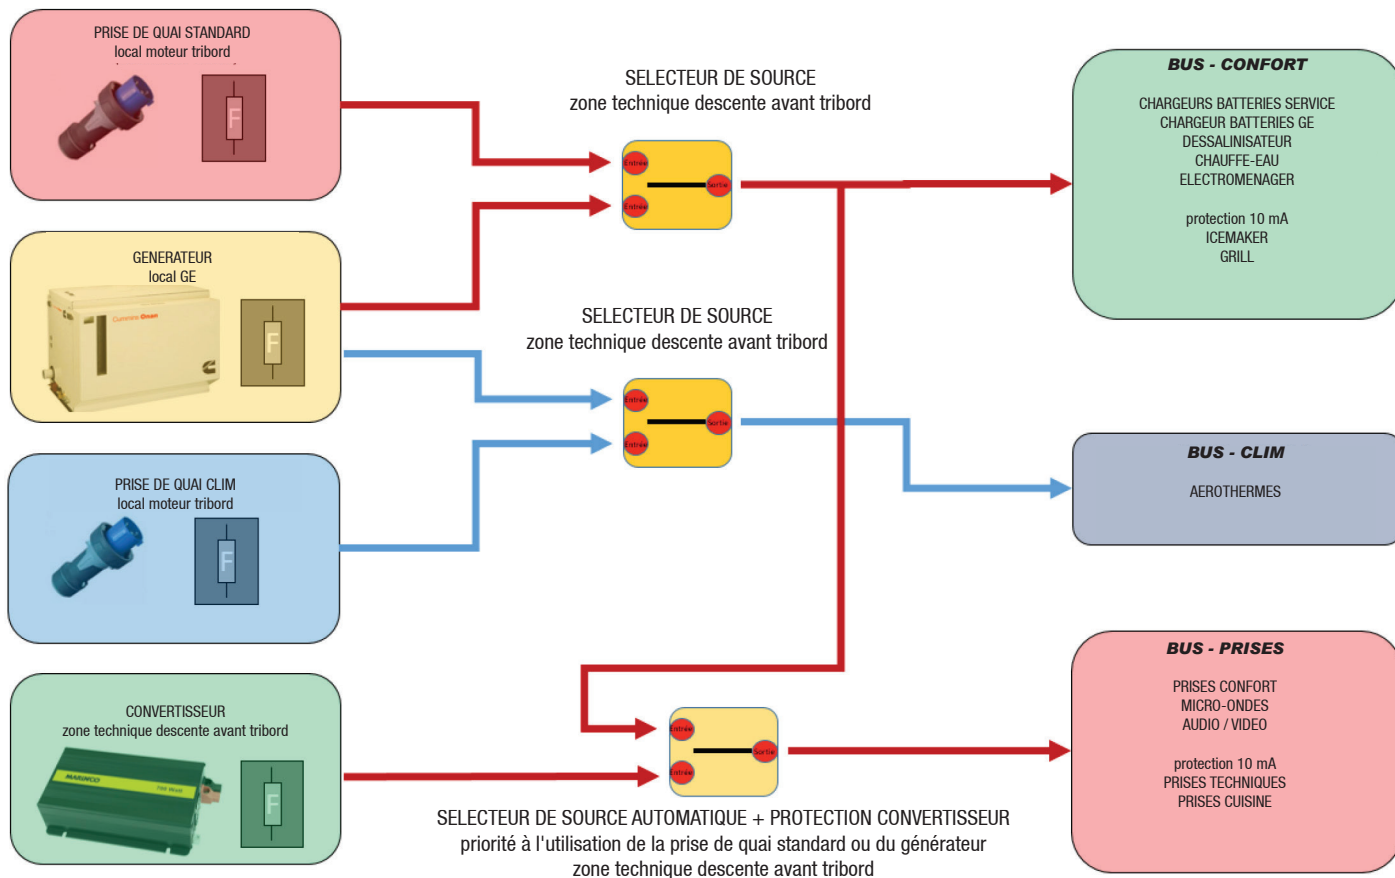 PRISE DE QUAI STANDARD
local moteur tribord
F
GENERATEUR
local GE
Cummins Onan
F
PRISE DE QUAI CLIM
local moteur tribord
F
CONVERTISSEUR
zone technique descente avant tribord
MARINCO
700 Watt
F
SELECTEUR DE SOURCE
zone technique descente avant tribord
Entrée
Sortie
Entrée
SELECTEUR DE SOURCE
zone technique descente avant tribord
Entrée
Sortie
Entrée
Entrée
Sortie
Entrée
SELECTEUR DE SOURCE AUTOMATIQUE + PROTECTION CONVERTISSEUR
priorité à l'utilisation de la prise de quai standard ou du générateur
zone technique descente avant tribord
BUS - CONFORT
CHARGEURS BATTERIES SERVICE
CHARGEUR BATTERIES GE
DESSALINISATEUR
CHAUFFE-EAU
ELECTROMENAGER
protection 10 mA
ICEMAKER
GRILL
BUS - CLIM
AEROTHERMES
BUS - PRISES
PRISES CONFORT
MICRO-ONDES
AUDIO / VIDEO
protection 10 mA
PRISES TECHNIQUES
PRISES CUISINE